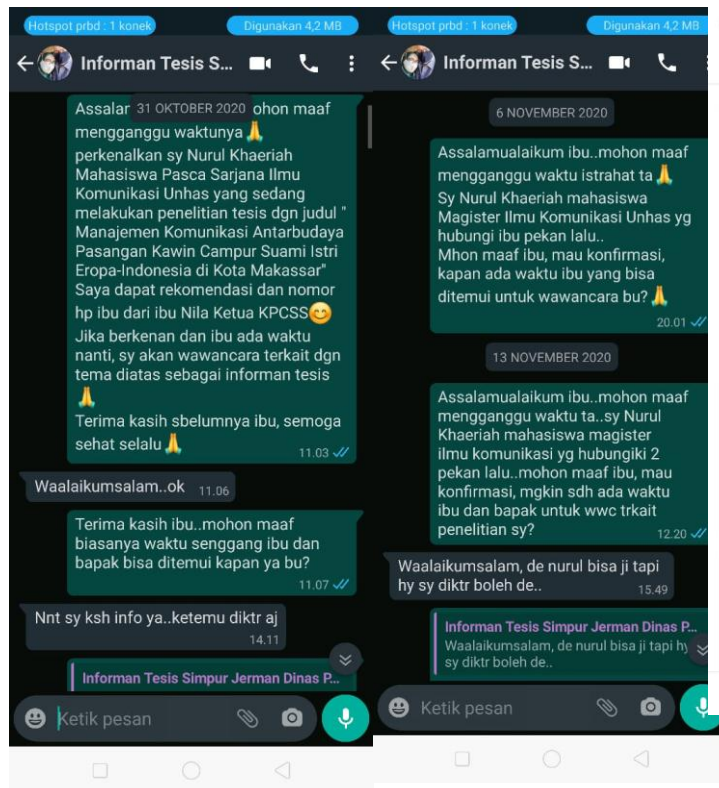 Hotspot prbd : 1 konek
Digunakan 4,2 MB
Informan Tesis S...
31 OKTOBER 2020
Assalar ohon maaf
mengganggu waktunya 🙏
perkenalkan sy Nurul Khaeriah
Mahasiswa Pasca Sarjana Ilmu
Komunikasi Unhas yang sedang
melakukan penelitian tesis dgn judul "
Manajemen Komunikasi Antarbudaya
Pasangan Kawin Campur Suami Istri
Eropa-Indonesia di Kota Makassar"
Saya dapat rekomendasi dan nomor
hp ibu dari ibu Nila Ketua KPCSS😊
Jika berkenan dan ibu ada waktu
nanti, sy akan wawancara terkait dgn
tema diatas sebagai informan tesis
🙏
Terima kasih sbelumnya ibu, semoga
sehat selalu 🙏
11.03
Waalaikumsalam..ok 11.06
Terima kasih ibu..mohon maaf
biasanya waktu senggang ibu dan
bapak bisa ditemui kapan ya bu?
11.07
Nnt sy ksh info ya..ketemu diktr aj
14.11
Informan Tesis Simpur Jerman Dinas P...
Ketik pesan
Hotspot prbd : 1 konek
Digunakan 4,2 MB
Informan Tesis S...
6 NOVEMBER 2020
Assalamualaikum ibu..mohon maaf
mengganggu waktu istrahat ta 🙏
Sy Nurul Khaeriah mahasiswa
Magister Ilmu Komunikasi Unhas yg
hubungi ibu pekan lalu..
Mhon maaf ibu, mau konfirmasi,
kapan ada waktu ibu yang bisa
ditemui untuk wawancara bu? 🙏
20.01
13 NOVEMBER 2020
Assalamualaikum ibu..mohon maaf
mengganggu waktu ta..sy Nurul
Khaeriah mahasiswa magister
ilmu komunikasi yg hubungiki 2
pekan lalu..mohon maaf ibu, mau
konfirmasi, mgkin sdh ada waktu
ibu dan bapak untuk wwc trkait
penelitian sy?
12.20
Waalaikumsalam, de nurul bisa ji tapi
hy sy diktr boleh de..
15.49
Informan Tesis Simpur Jerman Dinas P...
Waalaikumsalam, de nurul bisa ji tapi hy
sy diktr boleh de..
Ketik pesan